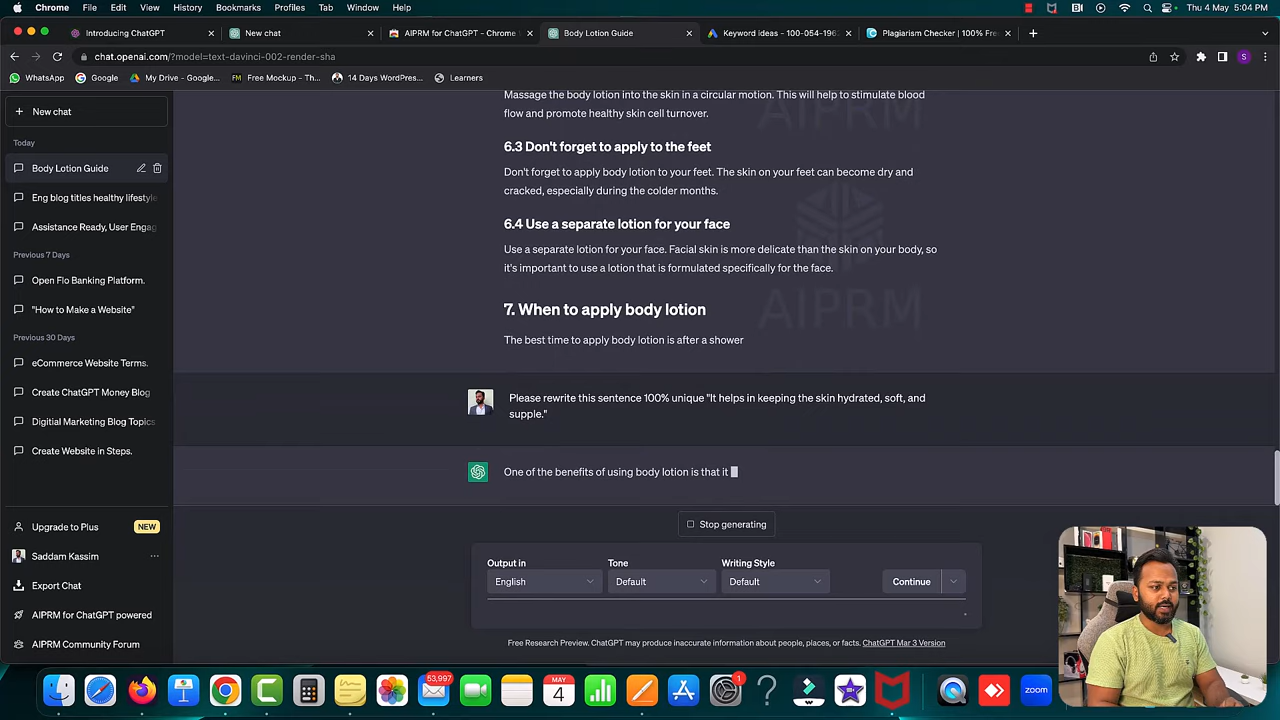 Chrome File Edit View History Bookmarks Profiles Tab Window Help Thu 4 May 5:04 PM
Introducing ChatGPT New chat AIPRM for ChatGPT - Chrome Body Lotion Guide Keyword ideas - 100-054-196 Plagiarism Checker | 100% Fre
chat.openai.com/?model=text-davinci-002-render-sha S
WhatsApp Google My Drive - Google... FM Free Mockup - Th... 14 Days WordPres... Learners
New chat
Today
Body Lotion Guide
Eng blog titles healthy lifestyle
Assistance Ready, User Engag
Previous 7 Days
Open Flo Banking Platform.
"How to Make a Website"
Previous 30 Days
eCommerce Website Terms.
Create ChatGPT Money Blog
Digitial Marketing Blog Topics
Create Website in Steps.
Upgrade to Plus NEW
Saddam Kassim
Export Chat
AIPRM for ChatGPT powered
AIPRM Community Forum
Massage the body lotion into the skin in a circular motion. This will help to stimulate blood
flow and promote healthy skin cell turnover.
AIPRM
6.3 Don't forget to apply to the feet
Don't forget to apply body lotion to your feet. The skin on your feet can become dry and
cracked, especially during the colder months.
6.4 Use a separate lotion for your face
Use a separate lotion for your face. Facial skin is more delicate than the skin on your body, so
it's important to use a lotion that is formulated specifically for the face.
7. When to apply body lotion
AIPRM
The best time to apply body lotion is after a shower
Please rewrite this sentence 100% unique "It helps in keeping the skin hydrated, soft, and
supple."
One of the benefits of using body lotion is that it
Stop generating
Output in Tone Writing Style
English Default Default Continue
Free Research Preview. ChatGPT may produce inaccurate information about people, places, or facts. ChatGPT Mar 3 Version
53,997 MAY 1
4 zoom